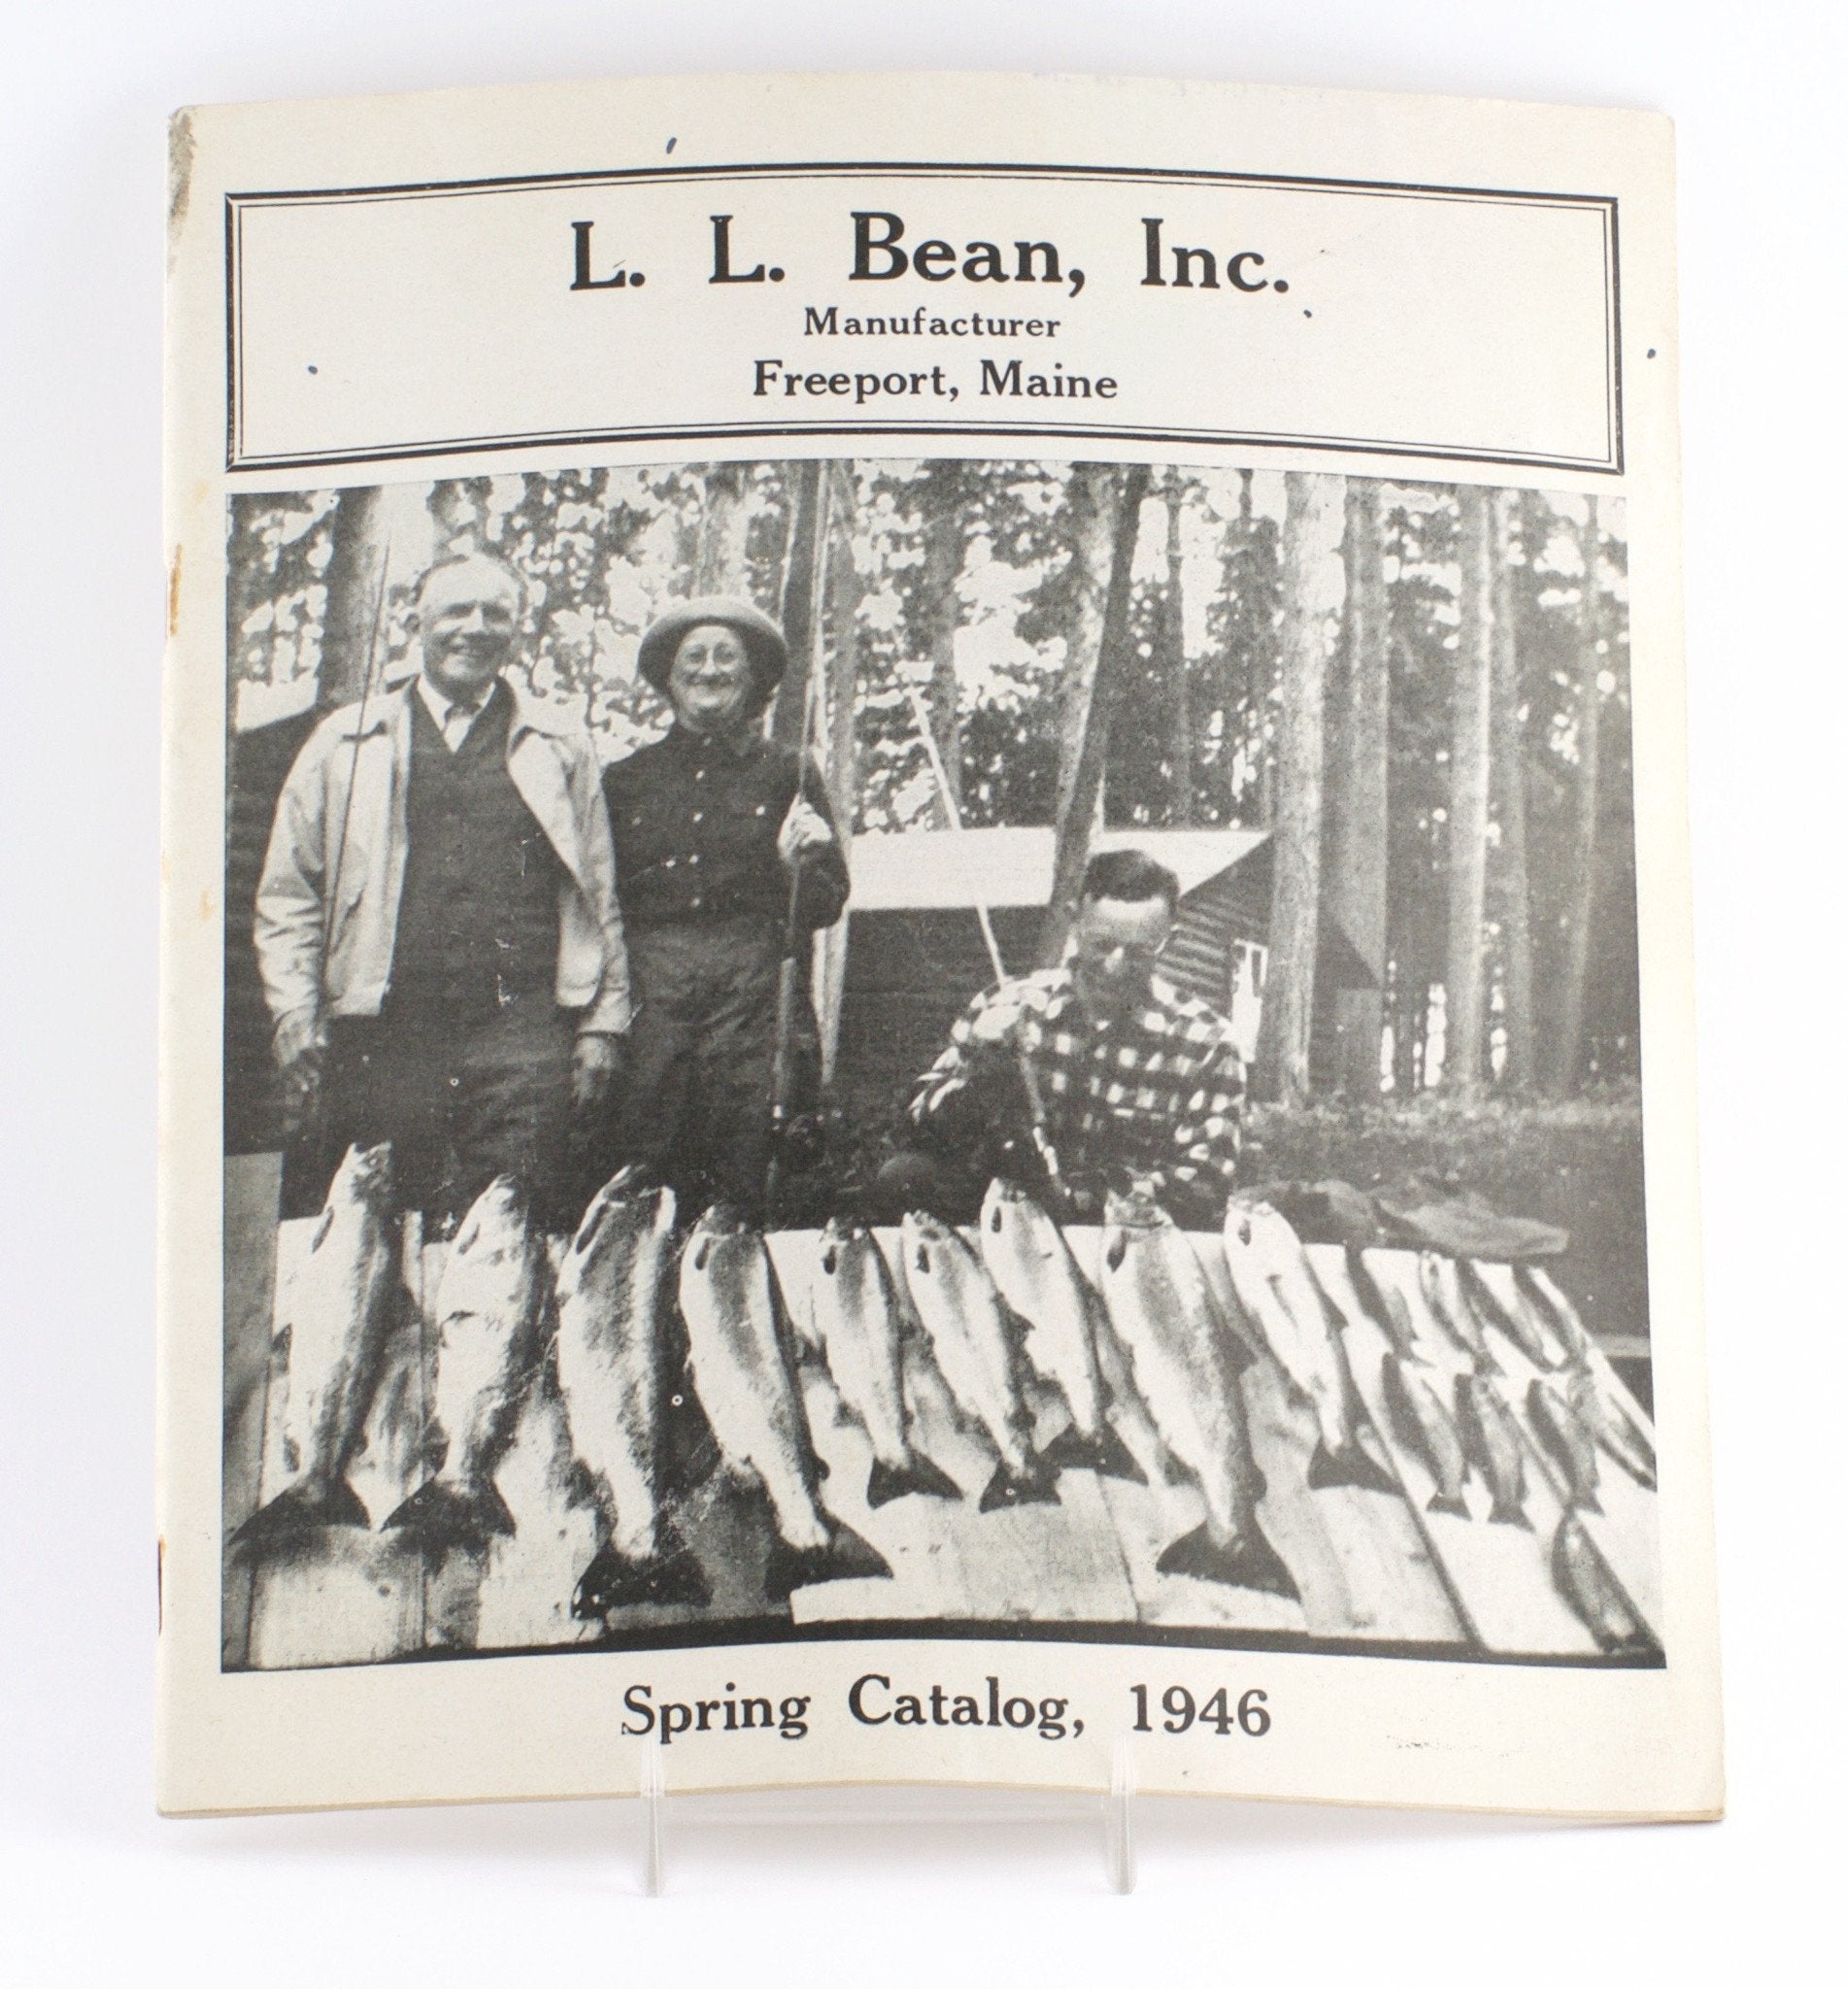 L. L. Bean, Inc.
Manufacturer
Freeport, Maine
Spring Catalog, 1946